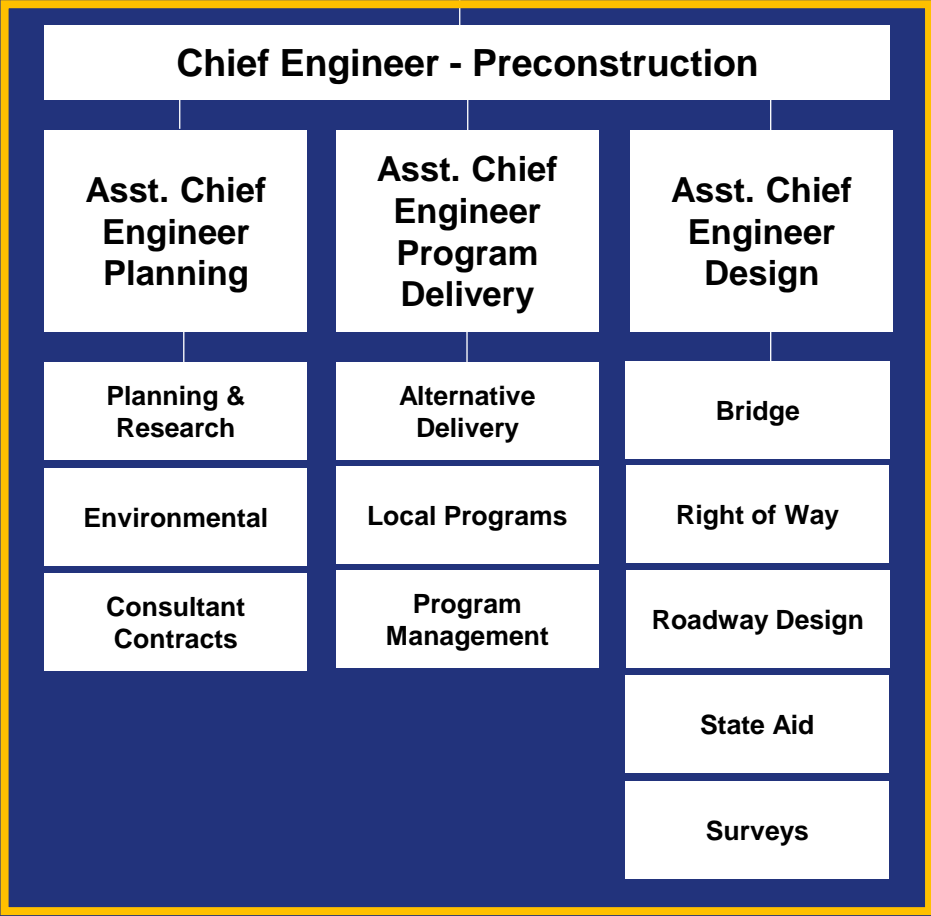 Chief Engineer - Preconstruction
Asst. Chief
Engineer
Planning
Planning &
Research
Environmental
Consultant
Contracts
Asst. Chief
Engineer
Program
Delivery
Alternative
Delivery
Local Programs
Program
Management
Asst. Chief
Engineer
Design
Bridge
Right of Way
Roadway Design
State Aid
Surveys